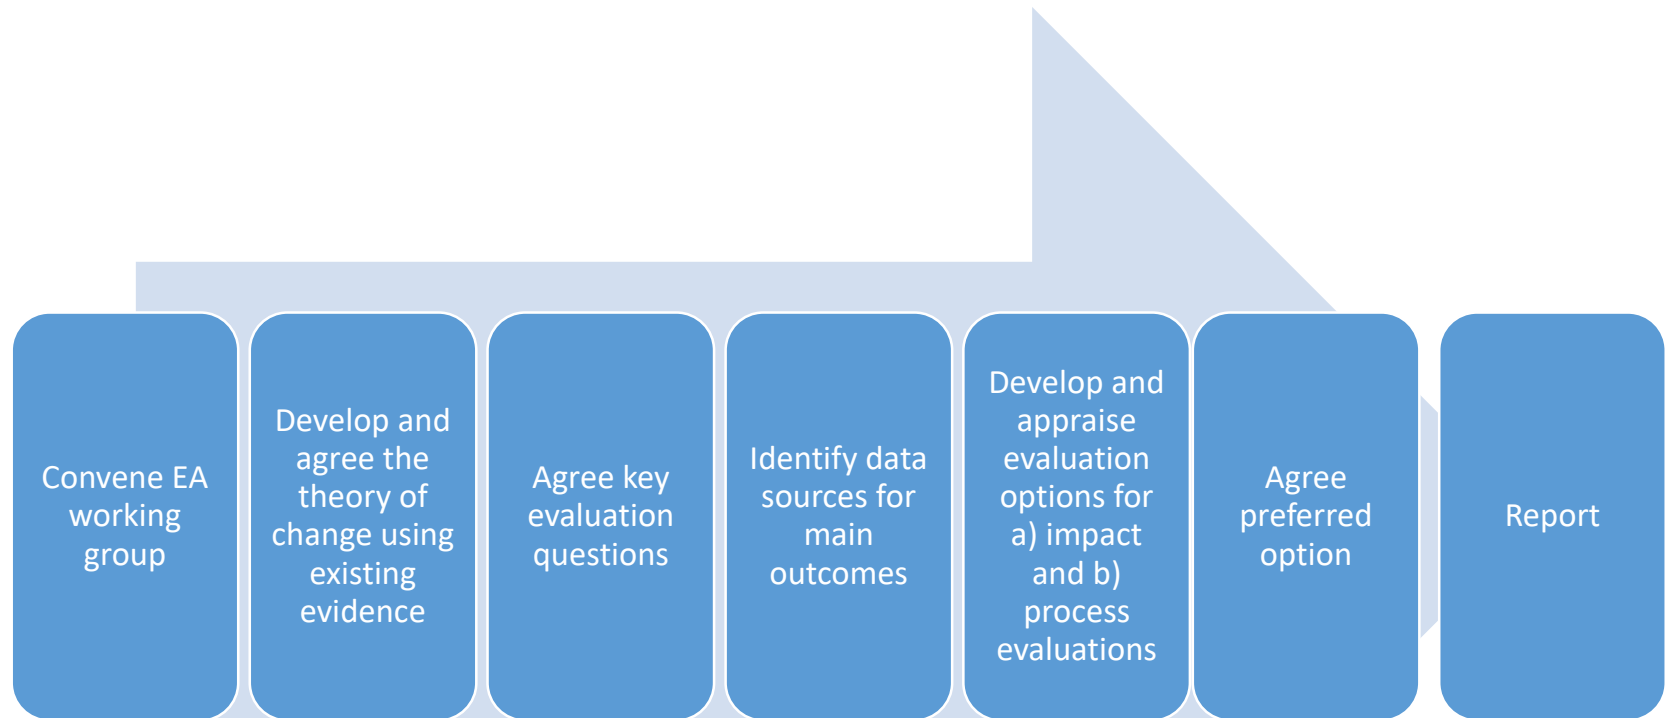 Convene EA
working
group
Develop and
agree the
theory of
change using
existing
evidence
Agree key
evaluation
questions
Identify data
sources for
main
outcomes
Develop and
appraise
evaluation
options for
a) impact
and b)
process
evaluations
Agree
preferred
option
Report